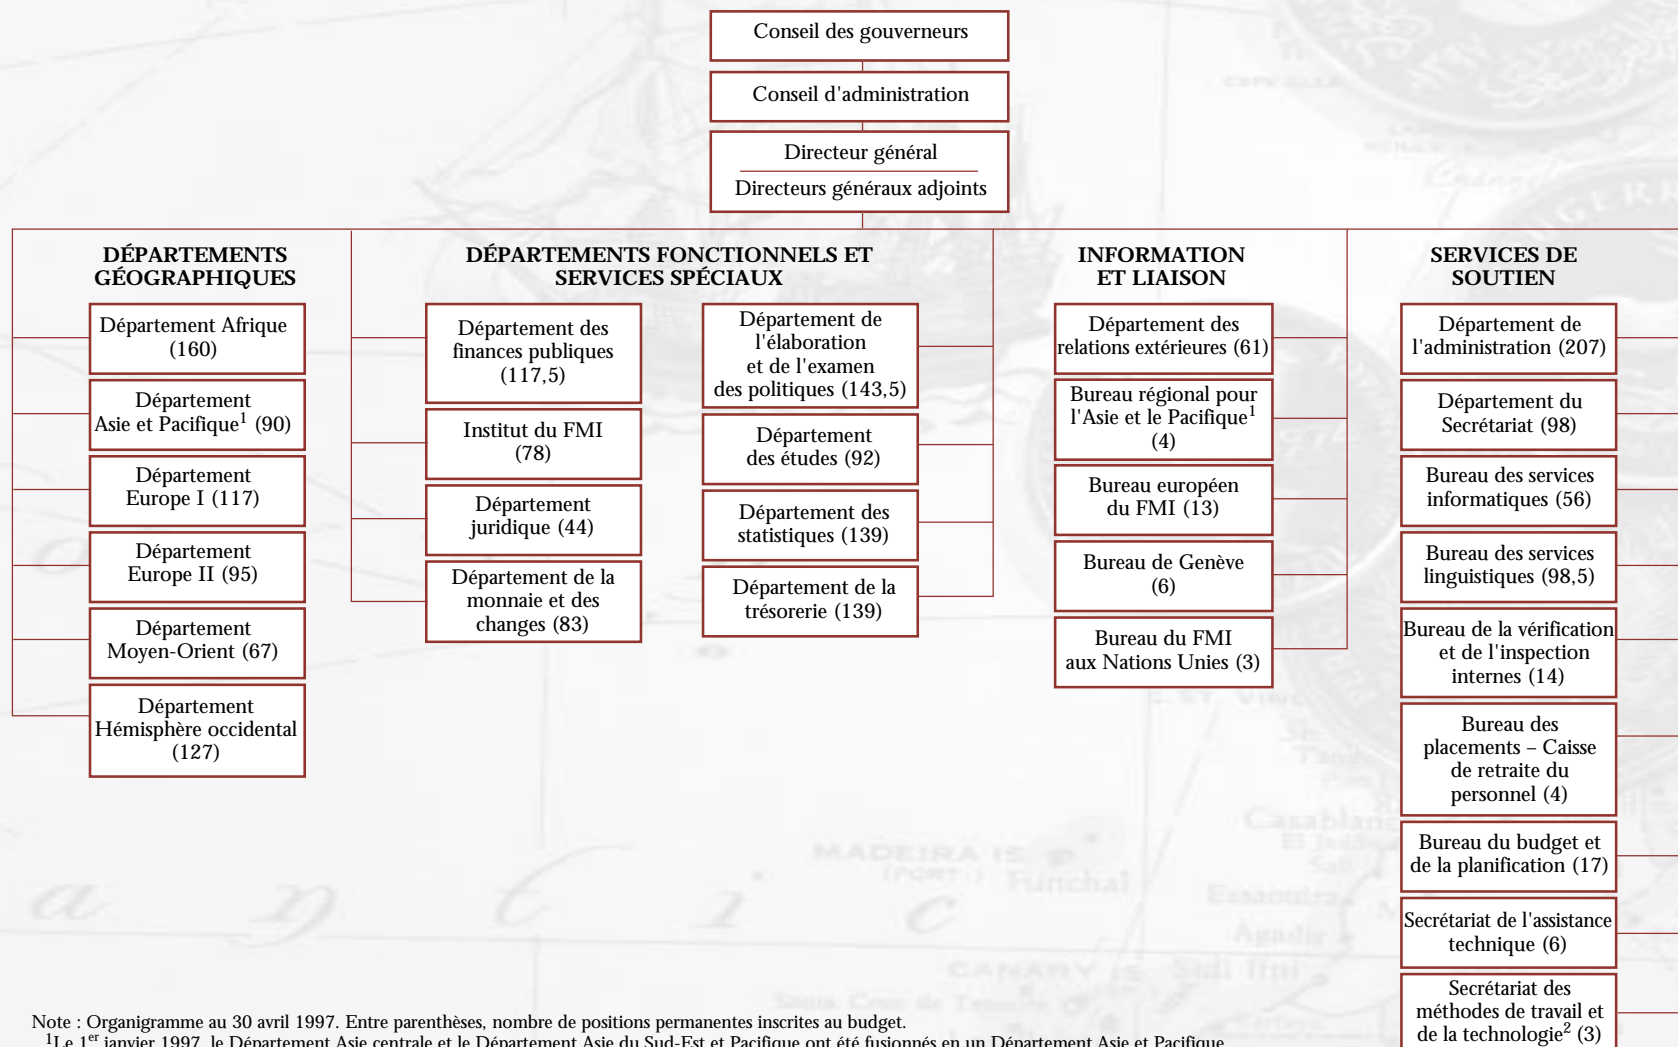 Conseil des gouverneurs
Conseil d'administration
Directeur général
Directeurs généraux adjoints
DÉPARTEMENTS
GÉOGRAPHIQUES
Département Afrique
(160)
Département
Asie et Pacifique¹ (90)
Département
Europe I (117)
Département
Europe II (95)
Département
Moyen-Orient (67)
Département
Hémisphère occidental
(127)
DÉPARTEMENTS FONCTIONNELS ET
SERVICES SPÉCIAUX
Département des
finances publiques
(117,5)
Institut du FMI
(78)
Département
juridique (44)
Département de la
monnaie et des
changes (83)
Département de
l'élaboration
et de l'examen
des politiques (143,5)
Département
des études (92)
Département des
statistiques (139)
Département de la
trésorerie (139)
INFORMATION
ET LIAISON
Département des
relations extérieures (61)
Bureau régional pour
l'Asie et le Pacifique¹
(4)
Bureau européen
du FMI (13)
Bureau de Genève
(6)
Bureau du FMI
aux Nations Unies (3)
SERVICES DE
SOUTIEN
Département de
l'administration (207)
Département du
Secrétariat (98)
Bureau des services
informatiques (56)
Bureau des services
linguistiques (98,5)
Bureau de la vérification
et de l'inspection
internes (14)
Bureau des
placements – Caisse
de retraite du
personnel (4)
Bureau du budget et
de la planification (17)
Secrétariat de l'assistance
technique (6)
Secrétariat des
méthodes de travail et
de la technologie² (3)
MADEIRA IS
(PORT.)
Funchal
Casablanc
Essaouira
Agadir
CANARY IS
Sidi Ifni
a n t i c
Note : Organigramme au 30 avril 1997. Entre parenthèses, nombre de positions permanentes inscrites au budget.
¹Le 1er janvier 1997, le Département Asie centrale et le Département Asie du Sud-Est et Pacifique ont été fusionnés en un Département Asie et Pacifique